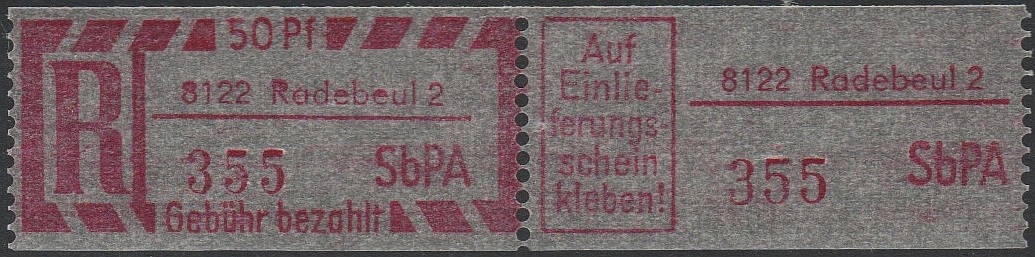 50 Pf
R
8122 Radebeul 2
355 SbPA
Gebühr bezahlt
Auf
Einlie-
ferungs-
schein
kleben!
8122 Radebeul 2
355 SbPA